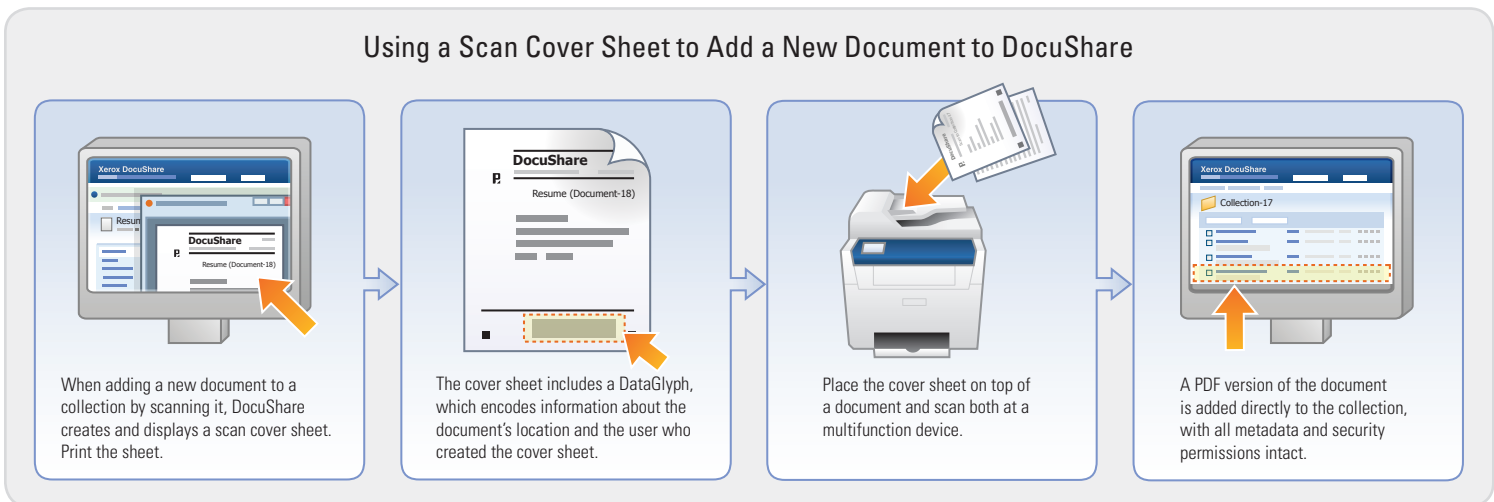 Using a Scan Cover Sheet to Add a New Document to DocuShare
Xerox DocuShare
Resum
DocuShare
Resume (Document-18)
When adding a new document to a
collection by scanning it, DocuShare
creates and displays a scan cover sheet.
Print the sheet.
DocuShare
Resume (Document-18)
The cover sheet includes a DataGlyph,
which encodes information about the
document’s location and the user who
created the cover sheet.
DocuShare
Place the cover sheet on top of
a document and scan both at a
multifunction device.
Xerox DocuShare
Collection-17
A PDF version of the document
is added directly to the collection,
with all metadata and security
permissions intact.